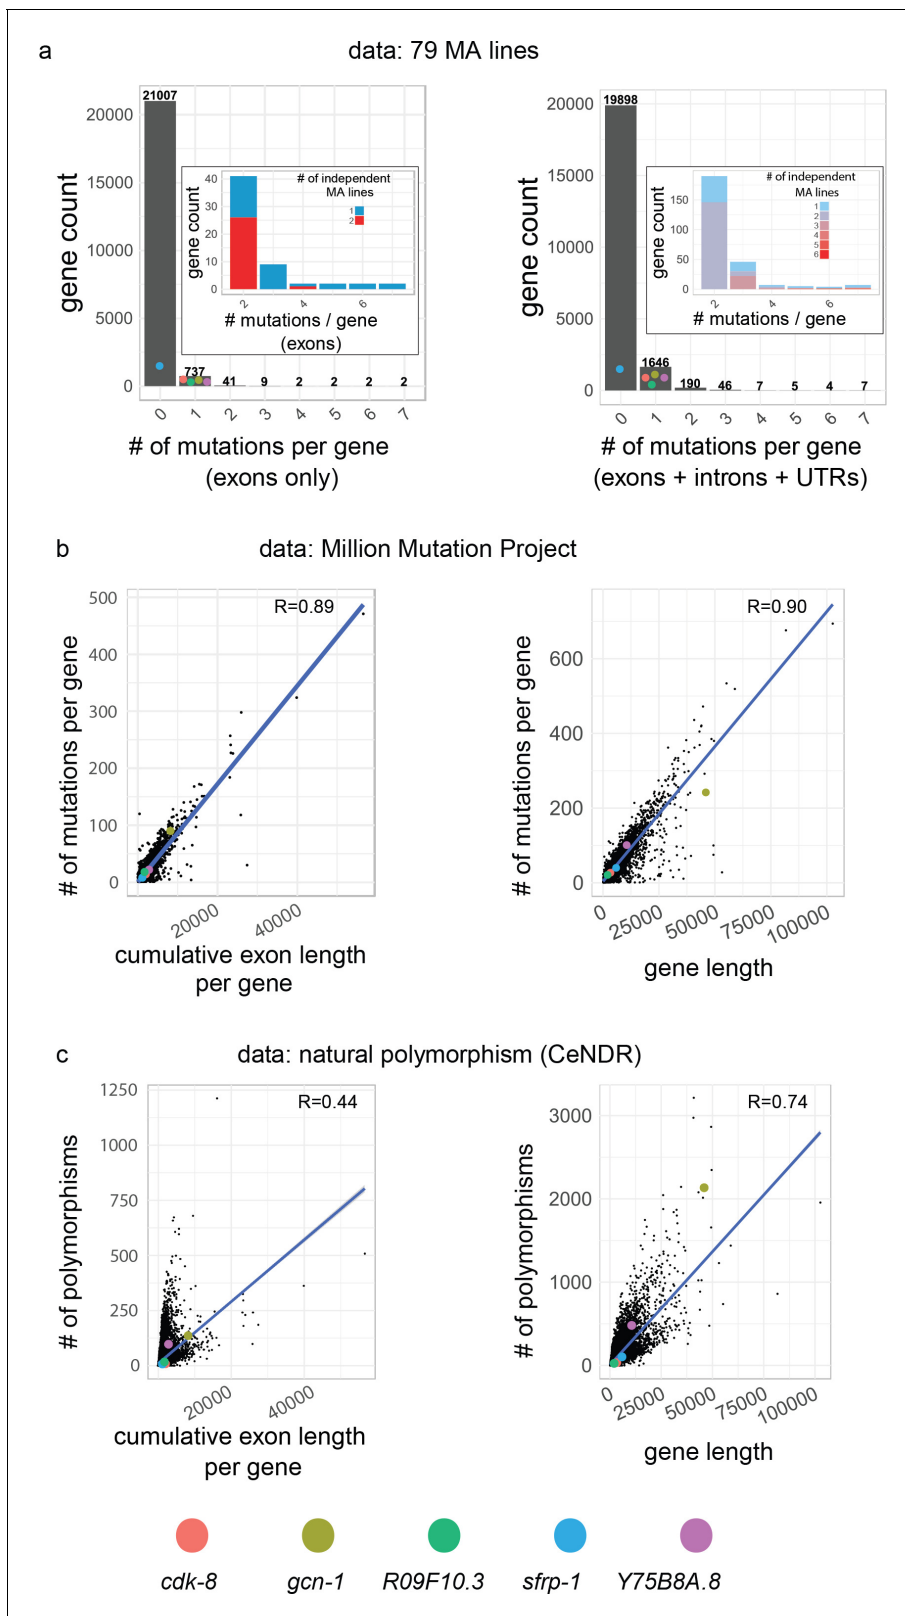 a
data: 79 MA lines
21007
20000
15000
10000
5000
0
gene count
737
41
9
2
2
2
2
0
1
2
3
4
5
6
7
# of mutations per gene
(exons only)
40
30
20
10
0
gene count
# of independent
MA lines
1
2
2
4
6
# mutations / gene
(exons)
19898
20000
15000
10000
5000
0
gene count
1646
190
46
7
5
4
7
0
1
2
3
4
5
6
7
# of mutations per gene
(exons + introns + UTRs)
150
100
50
0
gene count
# of independent
MA lines
1
2
3
4
5
6
2
4
6
# mutations / gene
b
data: Million Mutation Project
R=0.89
500
400
300
200
100
0
# of mutations per gene
20000
40000
cumulative exon length
per gene
R=0.90
600
400
200
0
# of mutations per gene
0
25000
50000
75000
100000
gene length
c
data: natural polymorphism (CeNDR)
R=0.44
1250
1000
750
500
250
0
# of polymorphisms
20000
40000
cumulative exon length
per gene
R=0.74
3000
2000
1000
0
# of polymorphisms
0
25000
50000
75000
100000
gene length
cdk-8
gcn-1
R09F10.3
sfrp-1
Y75B8A.8